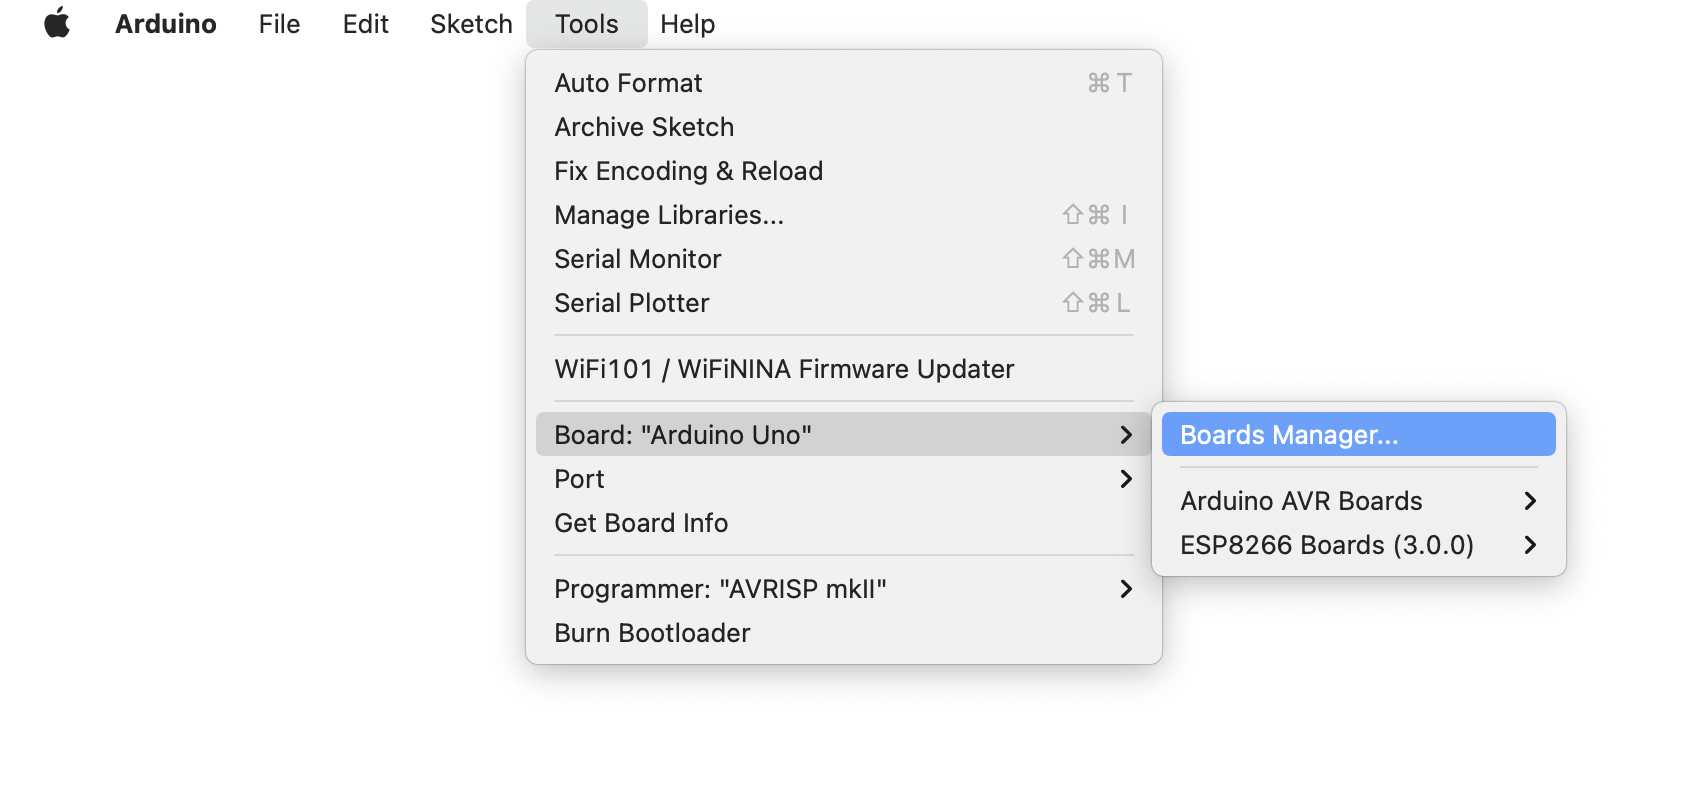 Arduino File Edit Sketch Tools Help
Auto Format ⌘ T
Archive Sketch
Fix Encoding & Reload
Manage Libraries... ⇧⌘ I
Serial Monitor ⇧⌘M
Serial Plotter ⇧⌘ L
WiFi101 / WiFiNINA Firmware Updater
Board: "Arduino Uno"
Port
Get Board Info
Programmer: "AVRISP mkII"
Burn Bootloader
Boards Manager...
Arduino AVR Boards
ESP8266 Boards (3.0.0)